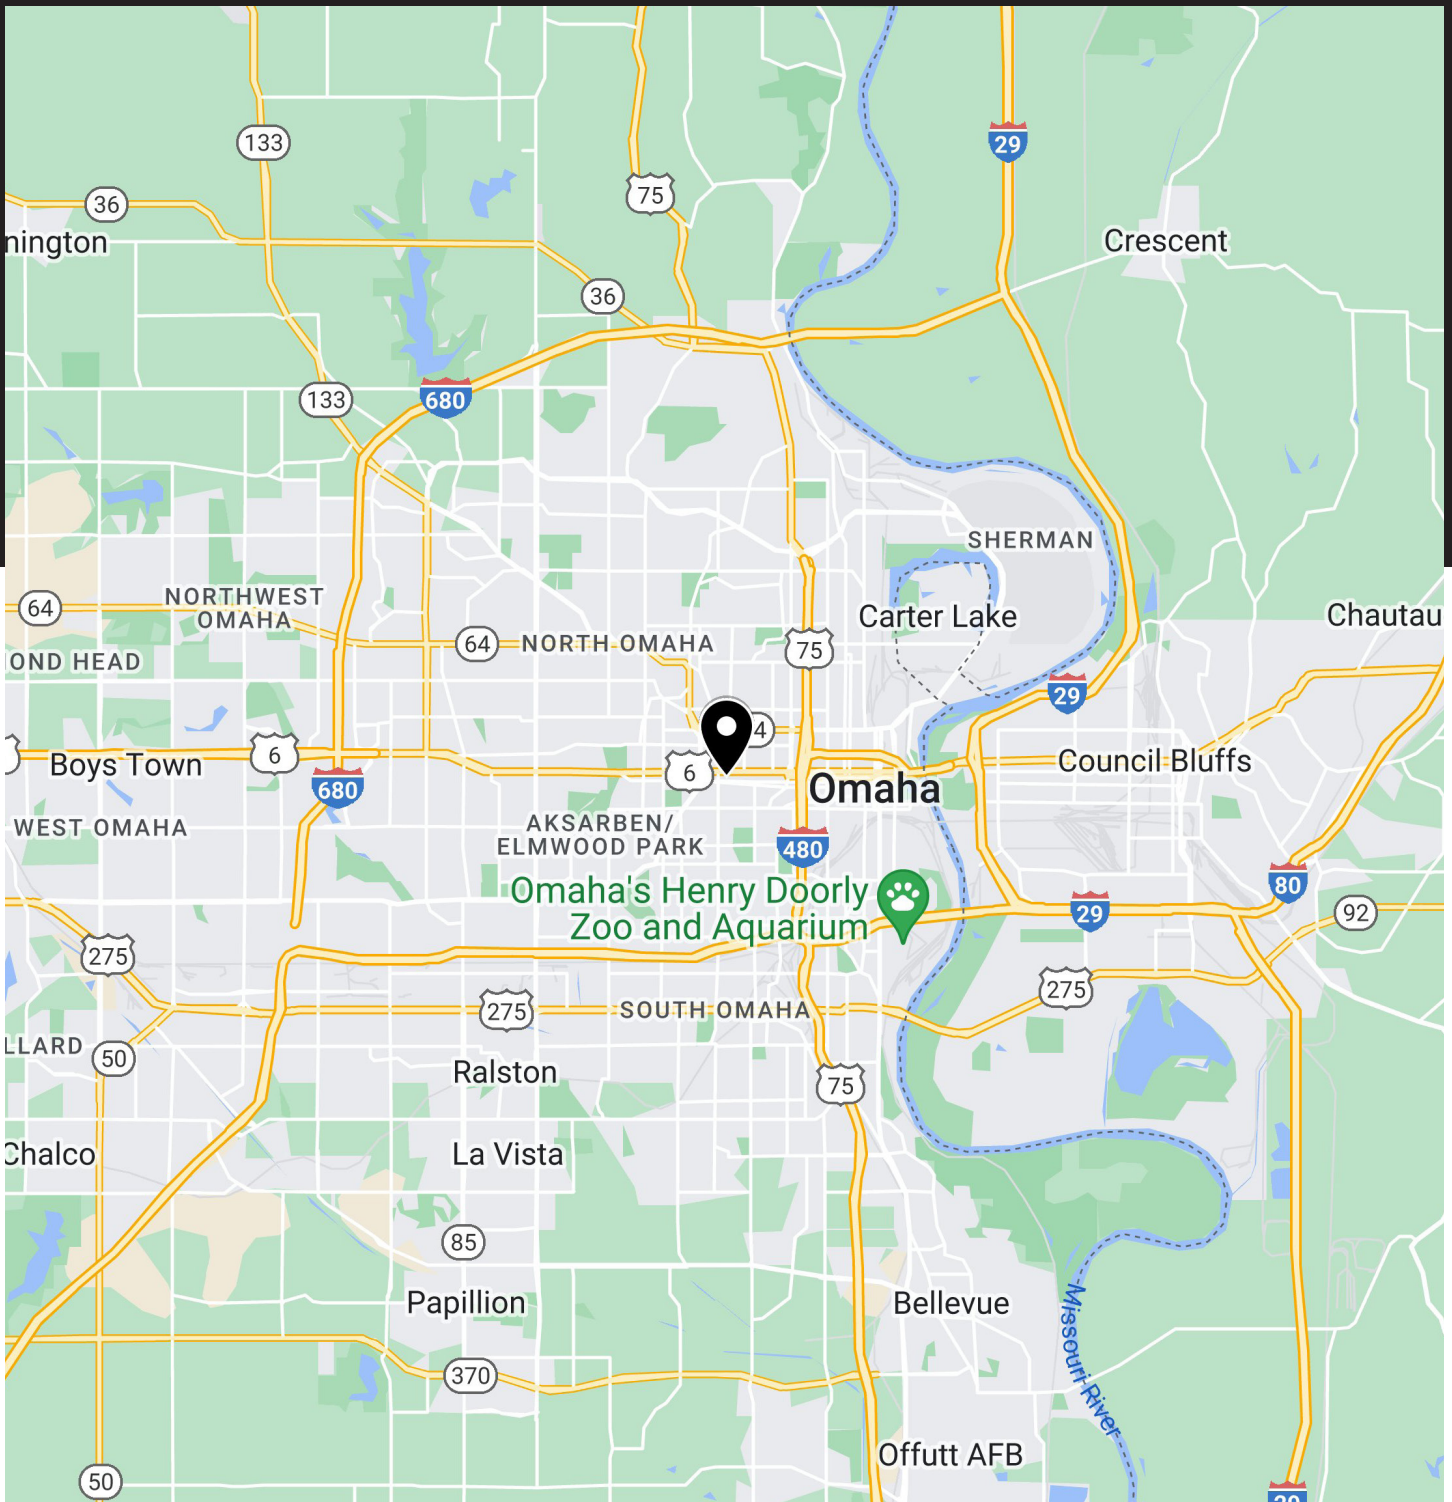 133
29
36
75
nington
Crescent
36
133
680
SHERMAN
NORTHWEST
OMAHA
64
Carter Lake
Chautau
64
NORTH OMAHA
75
OND HEAD
29
4
6
Boys Town
6
Council Bluffs
680
Omaha
WEST OMAHA
AKSARBEN/
ELMWOOD PARK
480
Omaha's Henry Doorly
Zoo and Aquarium
80
29
92
275
275
275
SOUTH OMAHA
LLARD
50
Ralston
75
Chalco
La Vista
85
Papillion
Bellevue
Missouri River
370
Offutt AFB
50
29